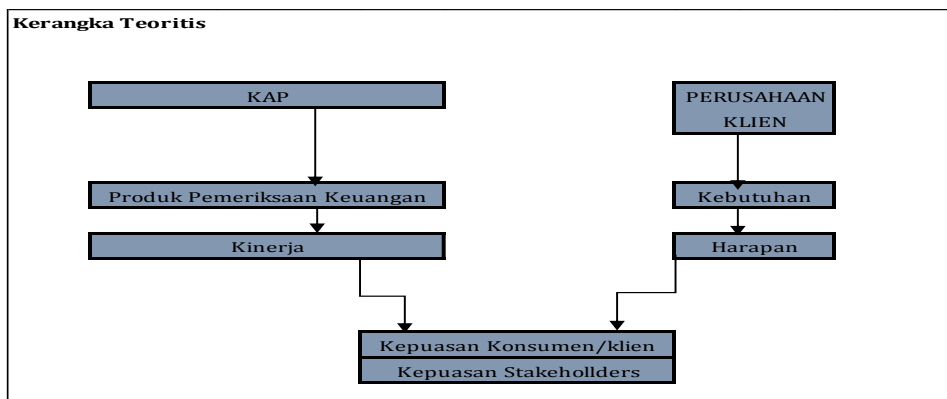 Kerangka Teoritis
KAP
PERUSAHAAN
KLIEN
Produk Pemeriksaan Keuangan
Kebutuhan
Kinerja
Harapan
Kepuasan Konsumen/klien
Kepuasan Stakehollders